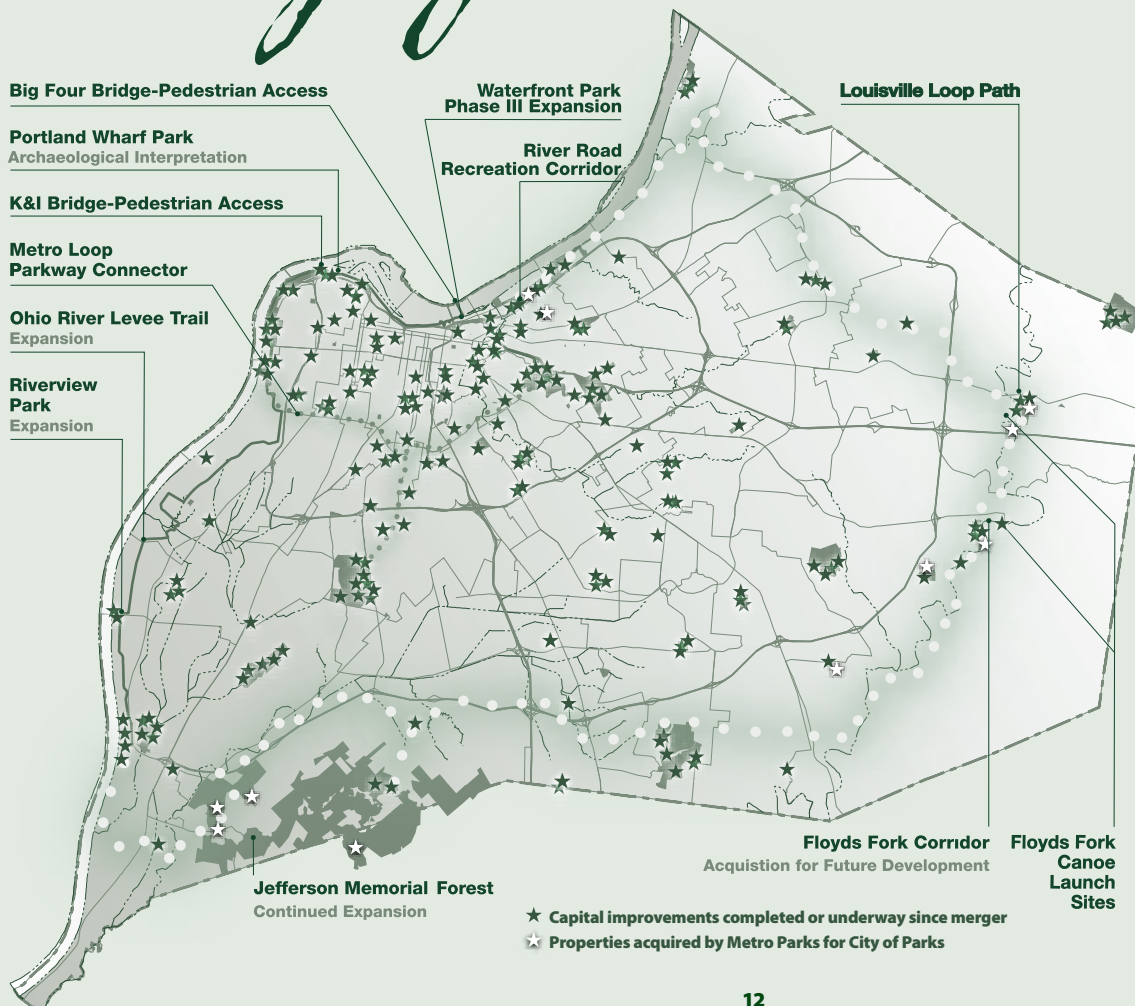 Big Four Bridge-Pedestrian Access
Portland Wharf Park
Archaeological Interpretation
K&I Bridge-Pedestrian Access
Metro Loop
Parkway Connector
Ohio River Levee Trail
Expansion
Riverview
Park
Expansion
Waterfront Park
Phase III Expansion
River Road
Recreation Corridor
Louisville Loop Path
Jefferson Memorial Forest
Continued Expansion
Floyds Fork Corrıdor
Acquistion for Future Development
Floyds Fork
Canoe
Launch
Sites
Capital improvements completed or underway since merger
Properties acquired by Metro Parks for City of Parks
12